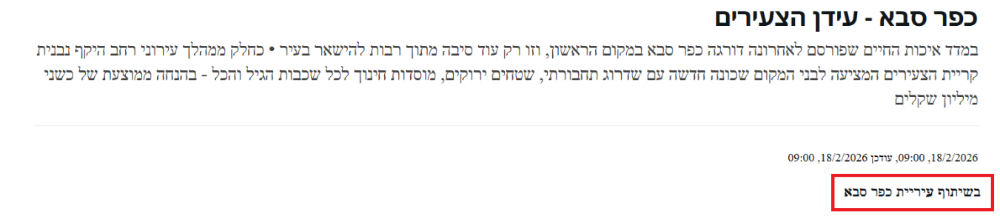 כפר סבא - עידן הצעירים
במדד איכות החיים שפורסם לאחרונה דורגה כפר סבא במקום הראשון, וזו רק עוד סיבה מתוך רבות להישאר בעיר • כחלק ממהלך עירוני רחב היקף נבנית
קריית הצעירים המציעה לבני המקום שכונה חדשה עם שדרוג תחבורתי, שטחים ירוקים, מוסדות חינוך לכל שכבות הגיל והכל - בהנחה ממוצעת של כשני
מיליון שקלים
18/2/2026, 09:00, עודכן 18/2/2026, 09:00
בשיתוף עיריית כפר סבא